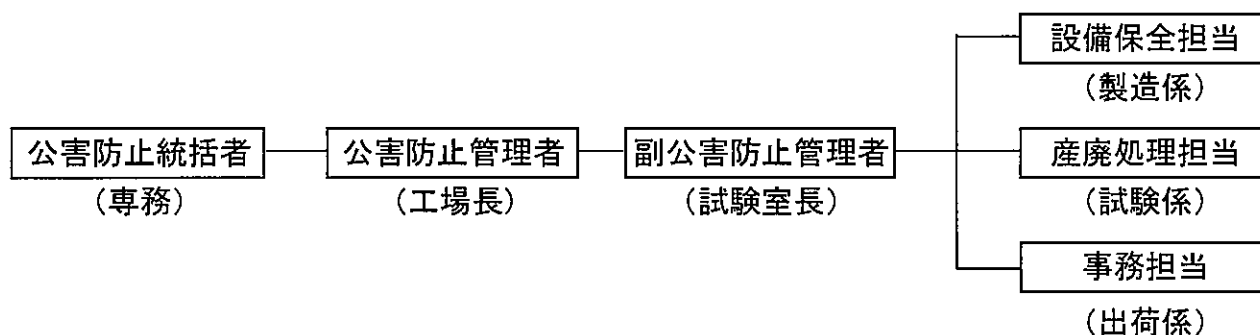 設備保全担当
（製造係）
公害防止統括者
（専務）
公害防止管理者
（工場長）
副公害防止管理者
（試験室長）
産廃処理担当
（試験係）
事務担当
（出荷係）